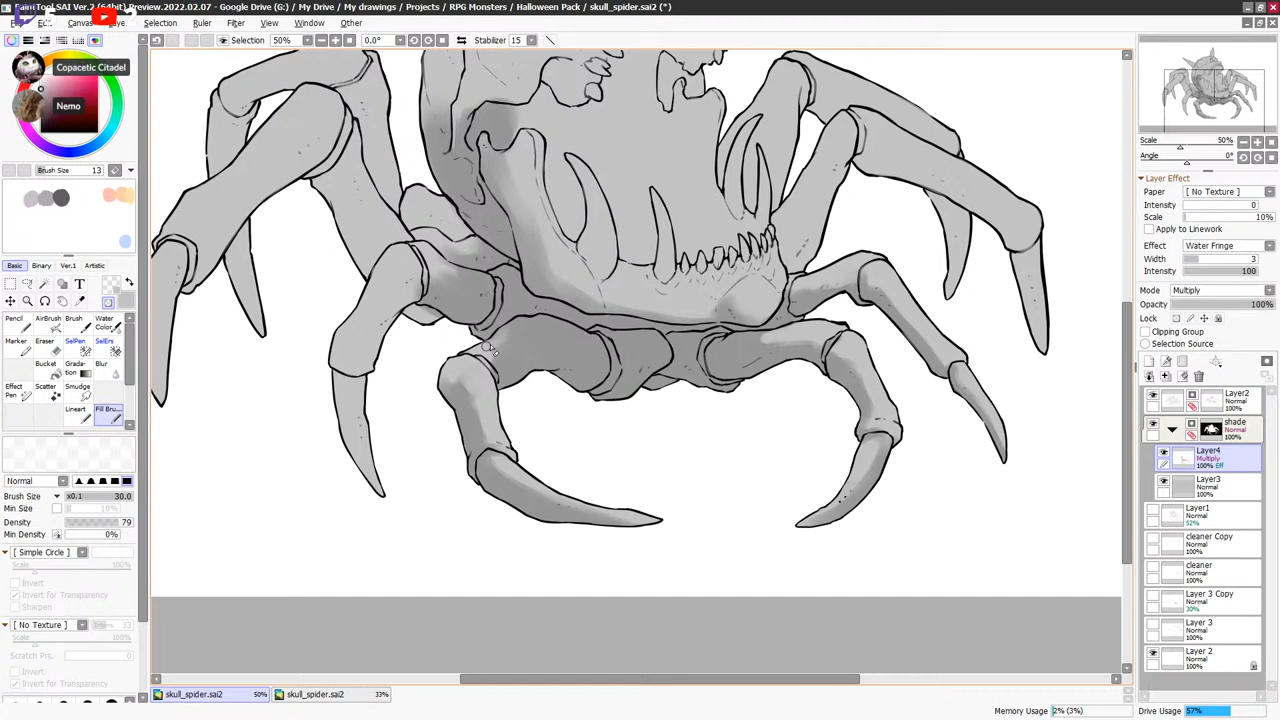 PaintTool SAI Ver.2 (64bit) Preview.2022.02.07 - Google Drive (G:) / My Drive / My drawings / Projects / RPG Monsters / Halloween Pack / skull_spider.sai2 (*)
Canvas Layer Selection Ruler Filter View Window Other
Selection 50% 0.0° Stabilizer 15
Copacetic Citadel
Nemo
Brush Size 13
Basic Binary Ver.1 Artistic
Pencil AirBrush Brush Water Color
Marker Eraser SelPen SelErs
Bucket Gradation Blur
Effect Pen Scatter Smudge
Lineart Fill Bru...
Normal
Brush Size x0.1 30.0
Min Size 10%
Density 79
Min Density 0%
[ Simple Circle ]
Scale 100%
Invert
Invert for Transparency
Sharpen
[ No Texture ] 33
Scale 100%
Scratch Prs.
Invert
Invert for Transparency
skull_spider.sai2 50% skull_spider.sai2 33%
Memory Usage 2% (3%) Drive Usage 57%
Scale 50%
Angle 0°
Layer Effect
Paper [ No Texture ]
Intensity 0
Scale 10%
Apply to Linework
Effect Water Fringe
Width 3
Intensity 100
Mode Multiply
Opacity 100%
Lock
Clipping Group
Selection Source
Layer2
100%
shade
Normal
100%
Layer4
Multiply
100% Eff
Layer3
100%
Layer1
Normal
52%
cleaner Copy
Normal
100%
cleaner
Normal
100%
Layer 3 Copy
Normal
30%
Layer 3
Normal
100%
Layer 2
Normal
100%